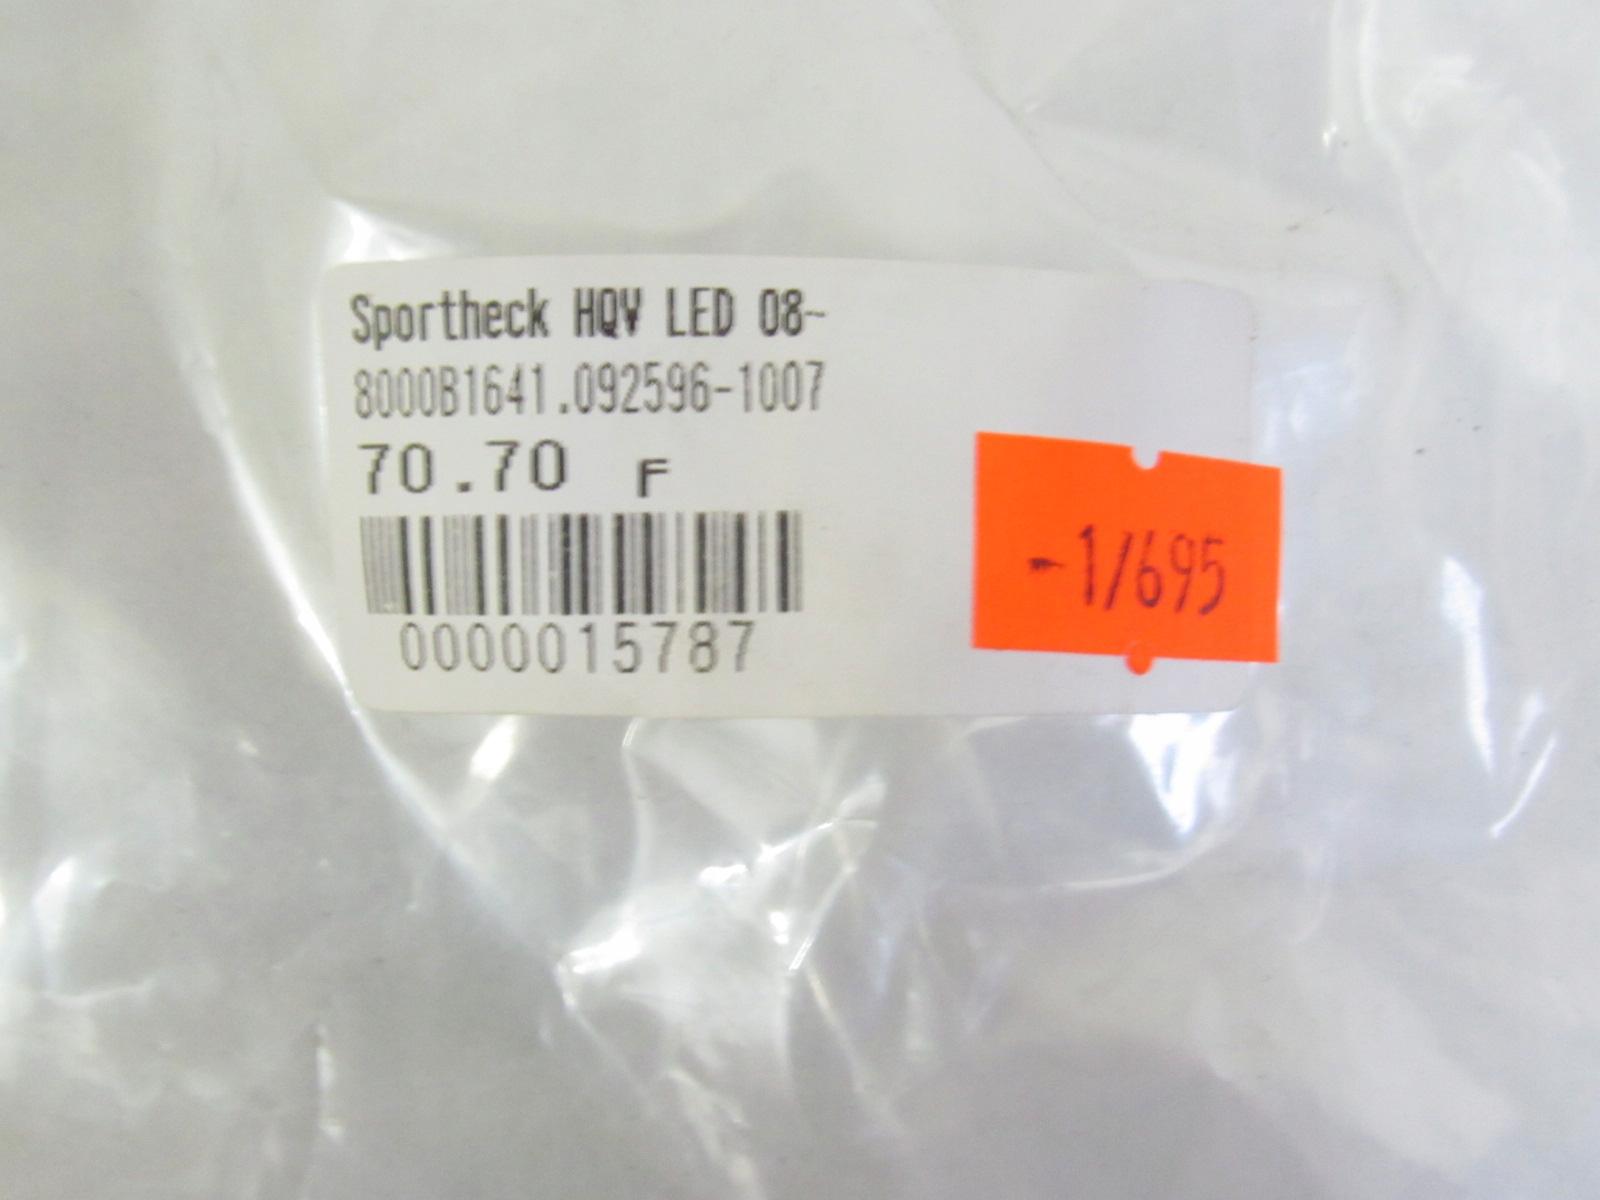 Sportheck HQV LED 08~
8000B1641.092596-1007
70.70 F
0000015787
-1/695